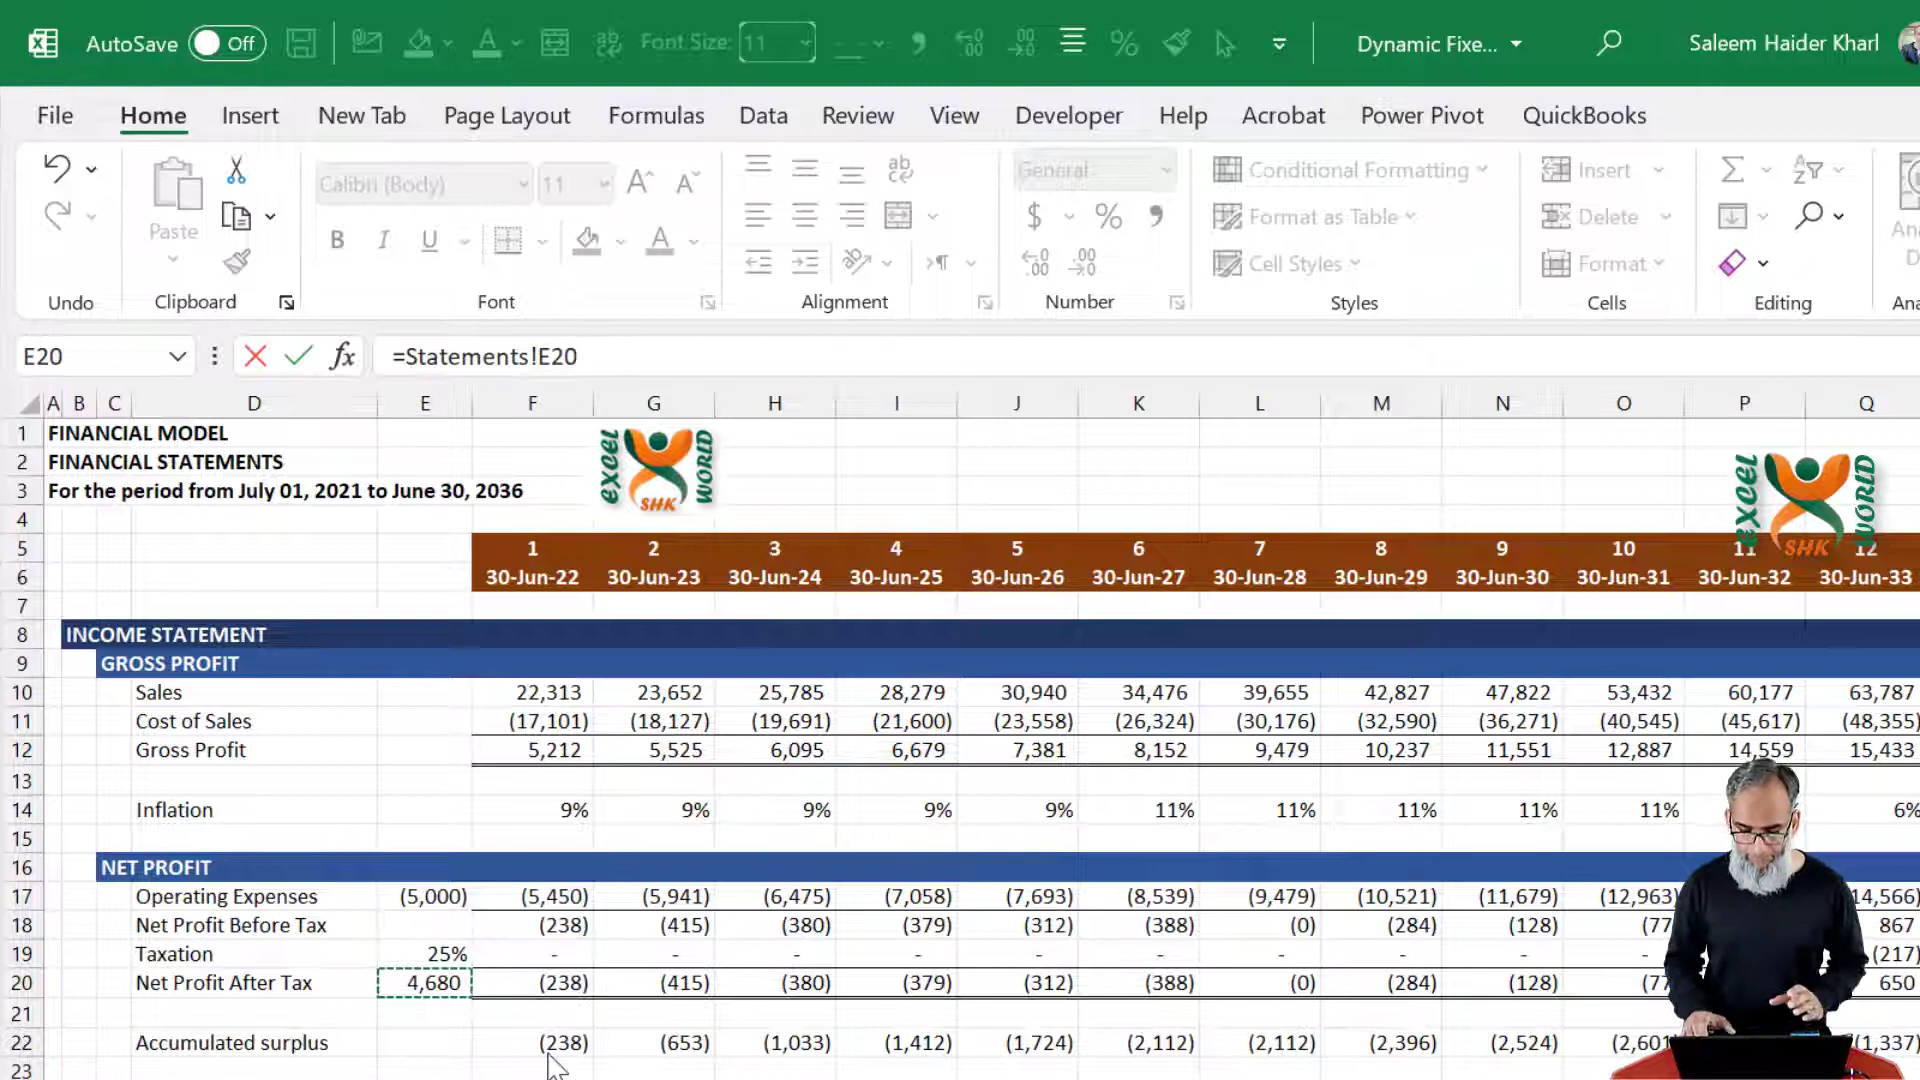 AutoSave Off Font Size: 11 Dynamic Fixe... Saleem Haider Kharl
File Home Insert New Tab Page Layout Formulas Data Review View Developer Help Acrobat Power Pivot QuickBooks
Calibri (Body) 11 General Conditional Formatting Insert
Paste Format as Table Delete
Cell Styles Format
Undo Clipboard Font Alignment Number Styles Cells Editing
E20 fx =Statements!E20
A B C D E F G H I J K L M N O P Q
1 FINANCIAL MODEL
2 FINANCIAL STATEMENTS
3 For the period from July 01, 2021 to June 30, 2036
EXCEL WORLD SHK
EXCEL WORLD SHK
4
5 1 2 3 4 5 6 7 8 9 10 11 12
6 30-Jun-22 30-Jun-23 30-Jun-24 30-Jun-25 30-Jun-26 30-Jun-27 30-Jun-28 30-Jun-29 30-Jun-30 30-Jun-31 30-Jun-32 30-Jun-33
7
8 INCOME STATEMENT
9 GROSS PROFIT
10 Sales 22,313 23,652 25,785 28,279 30,940 34,476 39,655 42,827 47,822 53,432 60,177 63,787
11 Cost of Sales (17,101) (18,127) (19,691) (21,600) (23,558) (26,324) (30,176) (32,590) (36,271) (40,545) (45,617) (48,355)
12 Gross Profit 5,212 5,525 6,095 6,679 7,381 8,152 9,479 10,237 11,551 12,887 14,559 15,433
13
14 Inflation 9% 9% 9% 9% 9% 11% 11% 11% 11% 11% 6%
15
16 NET PROFIT
17 Operating Expenses (5,000) (5,450) (5,941) (6,475) (7,058) (7,693) (8,539) (9,479) (10,521) (11,679) (12,963) 14,566)
18 Net Profit Before Tax (238) (415) (380) (379) (312) (388) (0) (284) (128) (77 867
19 Taxation 25% - - - - - - - - - - (217)
20 Net Profit After Tax 4,680 (238) (415) (380) (379) (312) (388) (0) (284) (128) (77 650
21
22 Accumulated surplus (238) (653) (1,033) (1,412) (1,724) (2,112) (2,112) (2,396) (2,524) (2,601 (1,337)
23